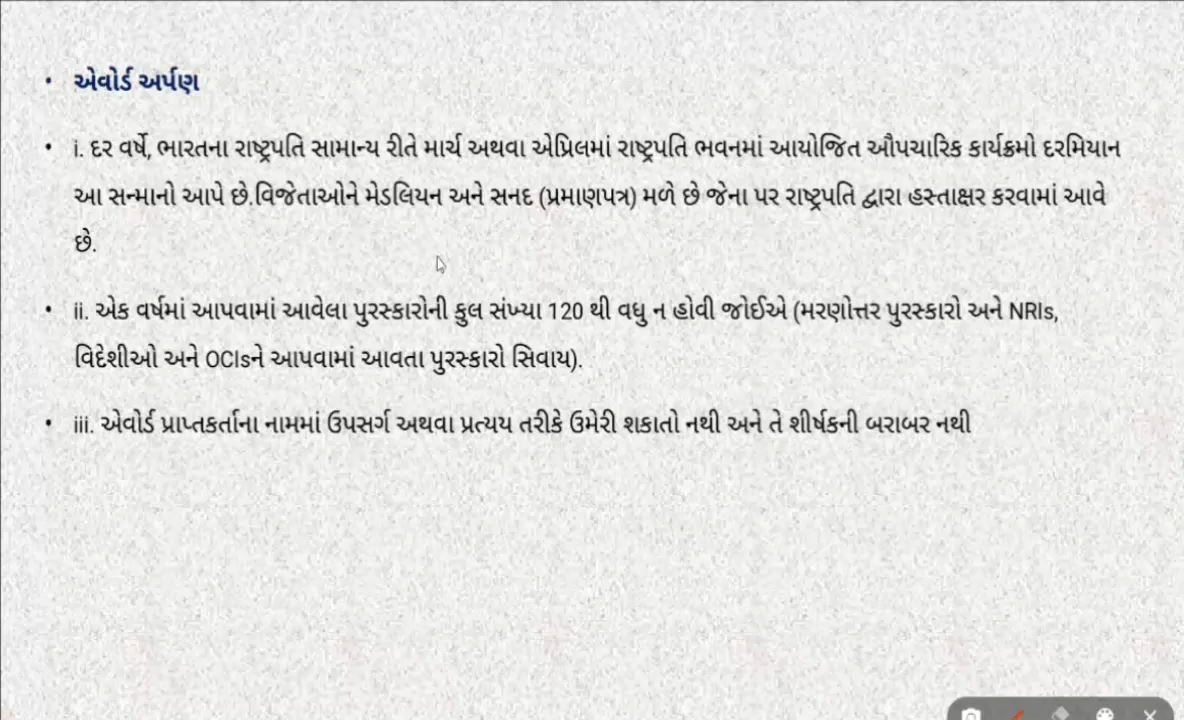 • એવોર્ડ અર્પણ
• i. દર વર્ષે, ભારતના રાષ્ટ્રપતિ સામાન્ય રીતે માર્ચ અથવા એપ્રિલમાં રાષ્ટ્રપતિ ભવનમાં આયોજિત ઔપચારિક કાર્યક્રમો દરમિયાન
આ સન્માનો આપે છે.વિજેતાઓને મેડલિયન અને સનદ (પ્રમાણપત્ર) મળે છે જેના પર રાષ્ટ્રપતિ દ્વારા હસ્તાક્ષર કરવામાં આવે
છે.
• ii. એક વર્ષમાં આપવામાં આવેલા પુરસ્કારોની કુલ સંખ્યા 120 થી વધુ ન હોવી જોઈએ (મરણોત્તર પુરસ્કારો અને NRIs,
વિદેશીઓ અને OCIsને આપવામાં આવતા પુરસ્કારો સિવાય).
• iii. એવોર્ડ પ્રાપ્તકર્તાના નામમાં ઉપસર્ગ અથવા પ્રત્યય તરીકે ઉમેરી શકાતો નથી અને તે શીર્ષકની બરાબર નથી